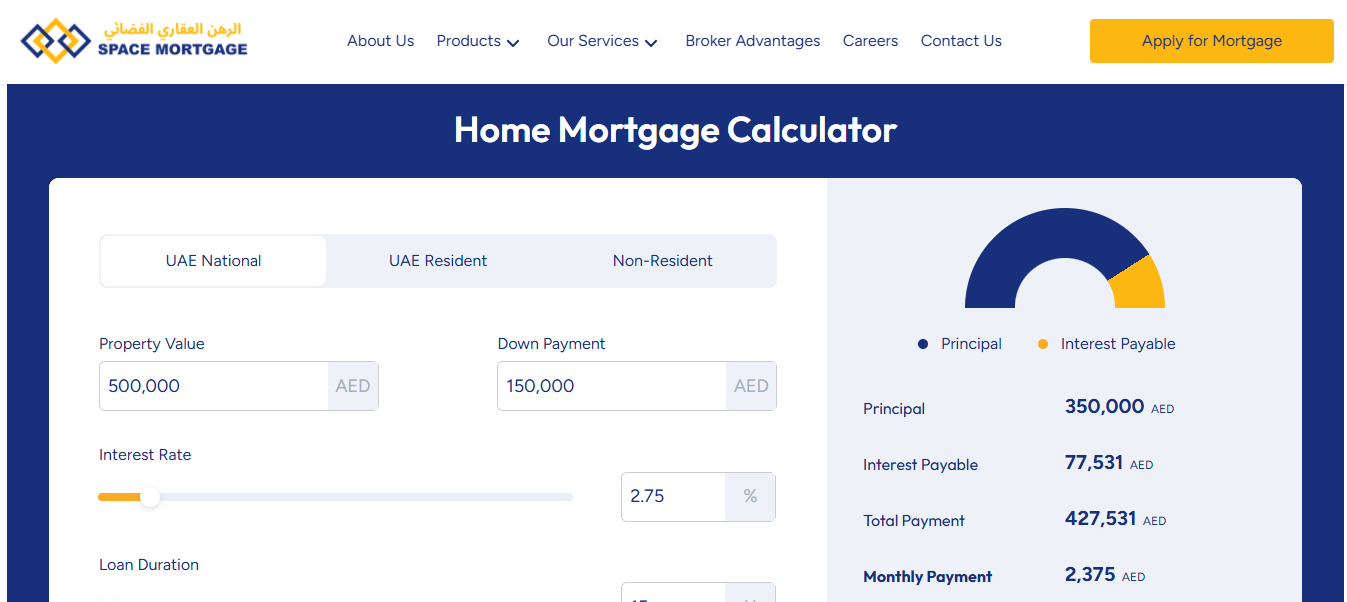 الرهن العقاري الفضائي
SPACE MORTGAGE
About Us Products Our Services Broker Advantages Careers Contact Us
Apply for Mortgage
Home Mortgage Calculator
UAE National UAE Resident Non-Resident
Property Value Down Payment
500,000 AED 150,000 AED
Interest Rate
2.75 %
Loan Duration
Principal Interest Payable
Principal 350,000 AED
Interest Payable 77,531 AED
Total Payment 427,531 AED
Monthly Payment 2,375 AED